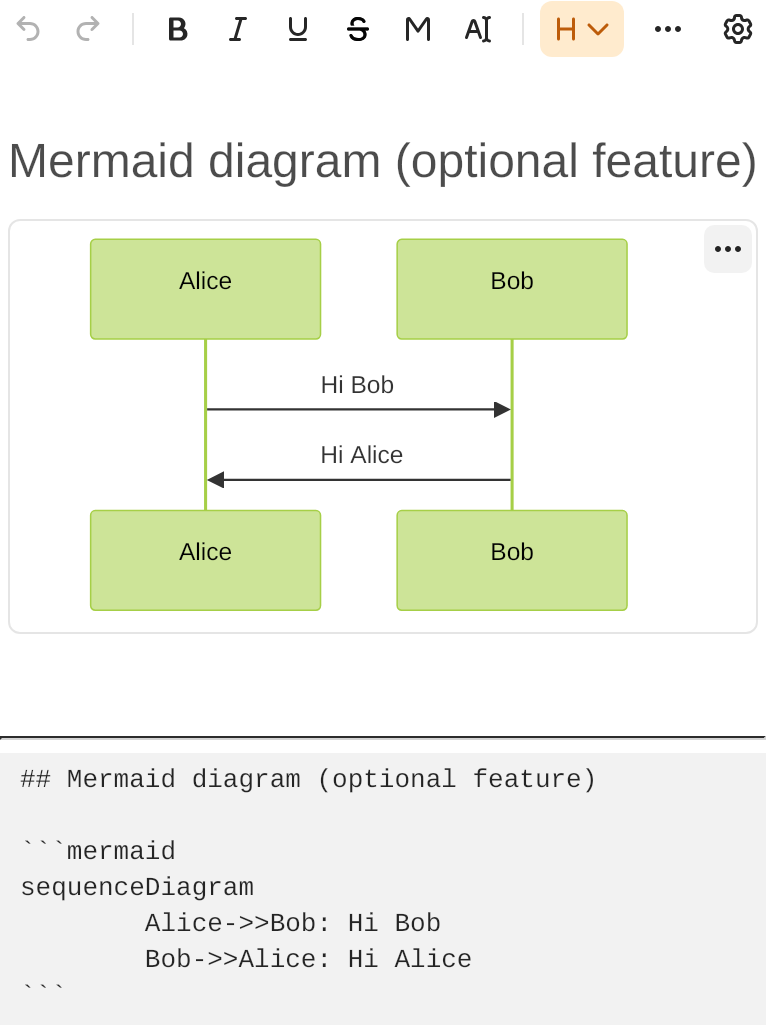 B I U S M A H
Mermaid diagram (optional feature)
Alice Bob
Hi Bob
Hi Alice
Alice Bob
## Mermaid diagram (optional feature)
```mermaid
sequenceDiagram
        Alice->>Bob: Hi Bob
        Bob->>Alice: Hi Alice
```